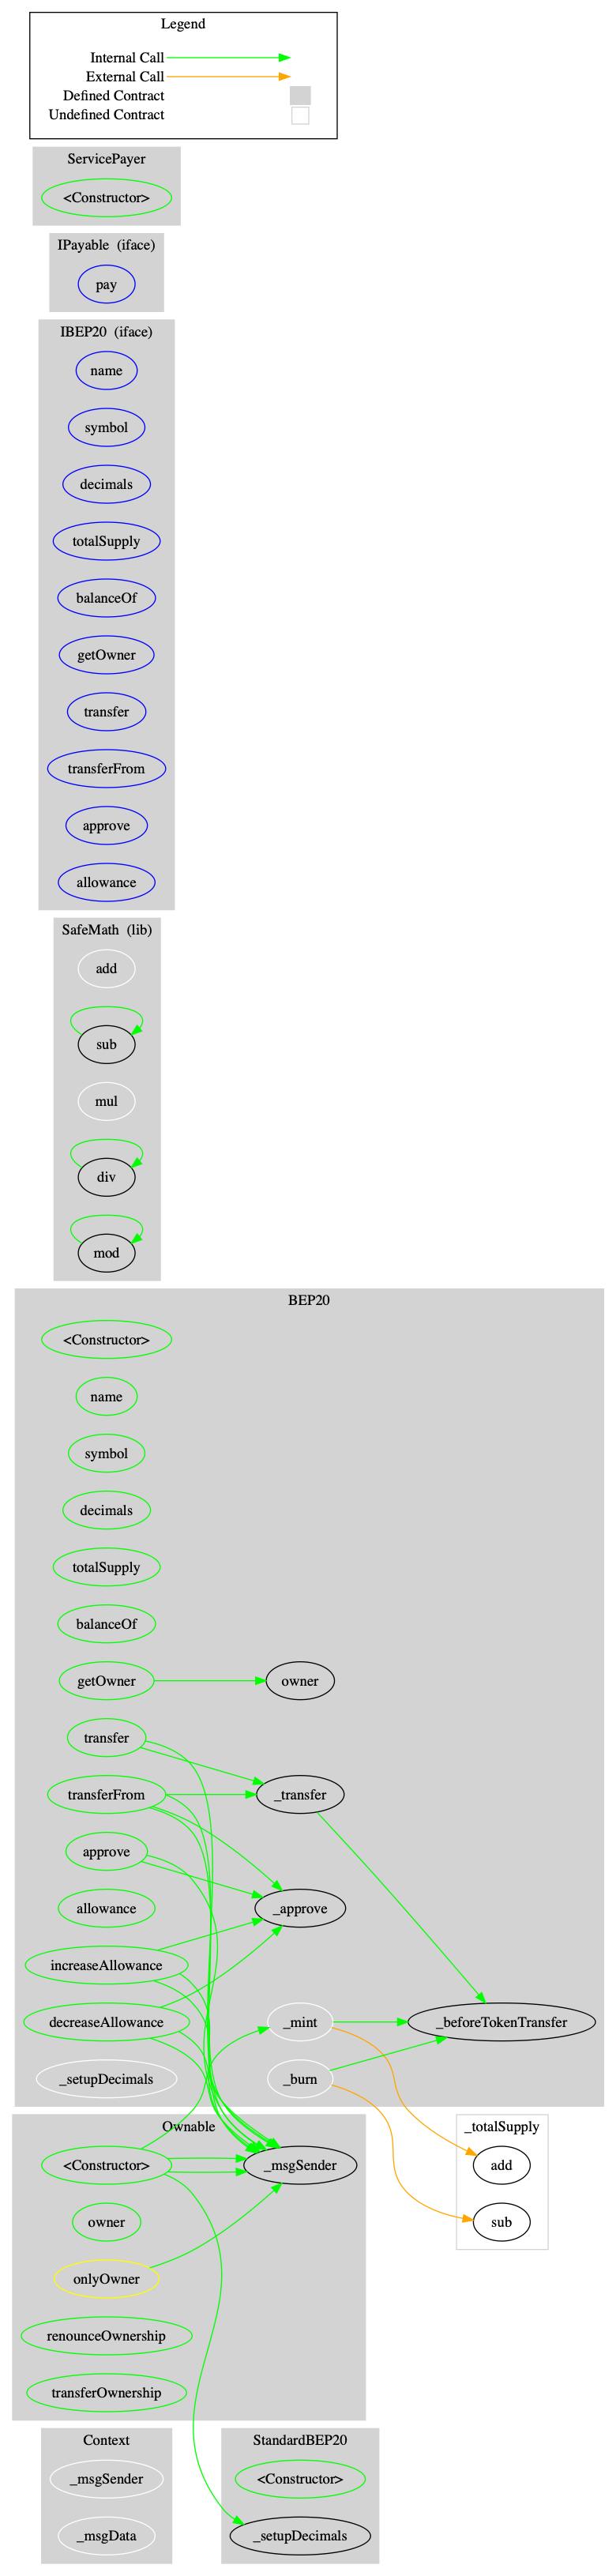 Legend
Internal Call
External Call
Defined Contract
Undefined Contract
ServicePayer
<Constructor>
IPayable (iface)
pay
IBEP20 (iface)
name
symbol
decimals
totalSupply
balanceOf
getOwner
transfer
transferFrom
approve
allowance
SafeMath (lib)
add
sub
mul
div
mod
BEP20
<Constructor>
name
symbol
decimals
totalSupply
balanceOf
getOwner
owner
transfer
transferFrom
_transfer
approve
allowance
_approve
increaseAllowance
decreaseAllowance
_mint
_beforeTokenTransfer
_setupDecimals
_burn
Ownable
<Constructor>
_msgSender
owner
onlyOwner
renounceOwnership
transferOwnership
_totalSupply
add
sub
Context
_msgSender
_msgData
StandardBEP20
<Constructor>
_setupDecimals